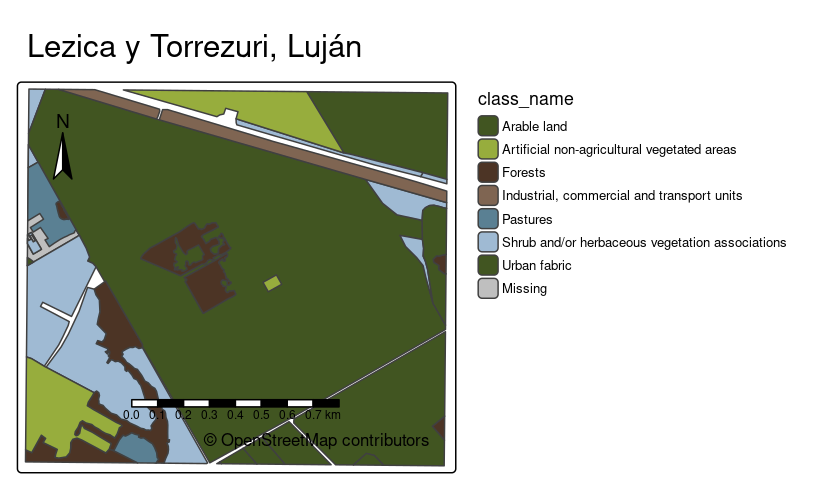 Lezica y Torrezuri, Luján
N
0.0 0.1 0.2 0.3 0.4 0.5 0.6 0.7 km
© OpenStreetMap contributors
class_name
Arable land
Artificial non-agricultural vegetated areas
Forests
Industrial, commercial and transport units
Pastures
Shrub and/or herbaceous vegetation associations
Urban fabric
Missing